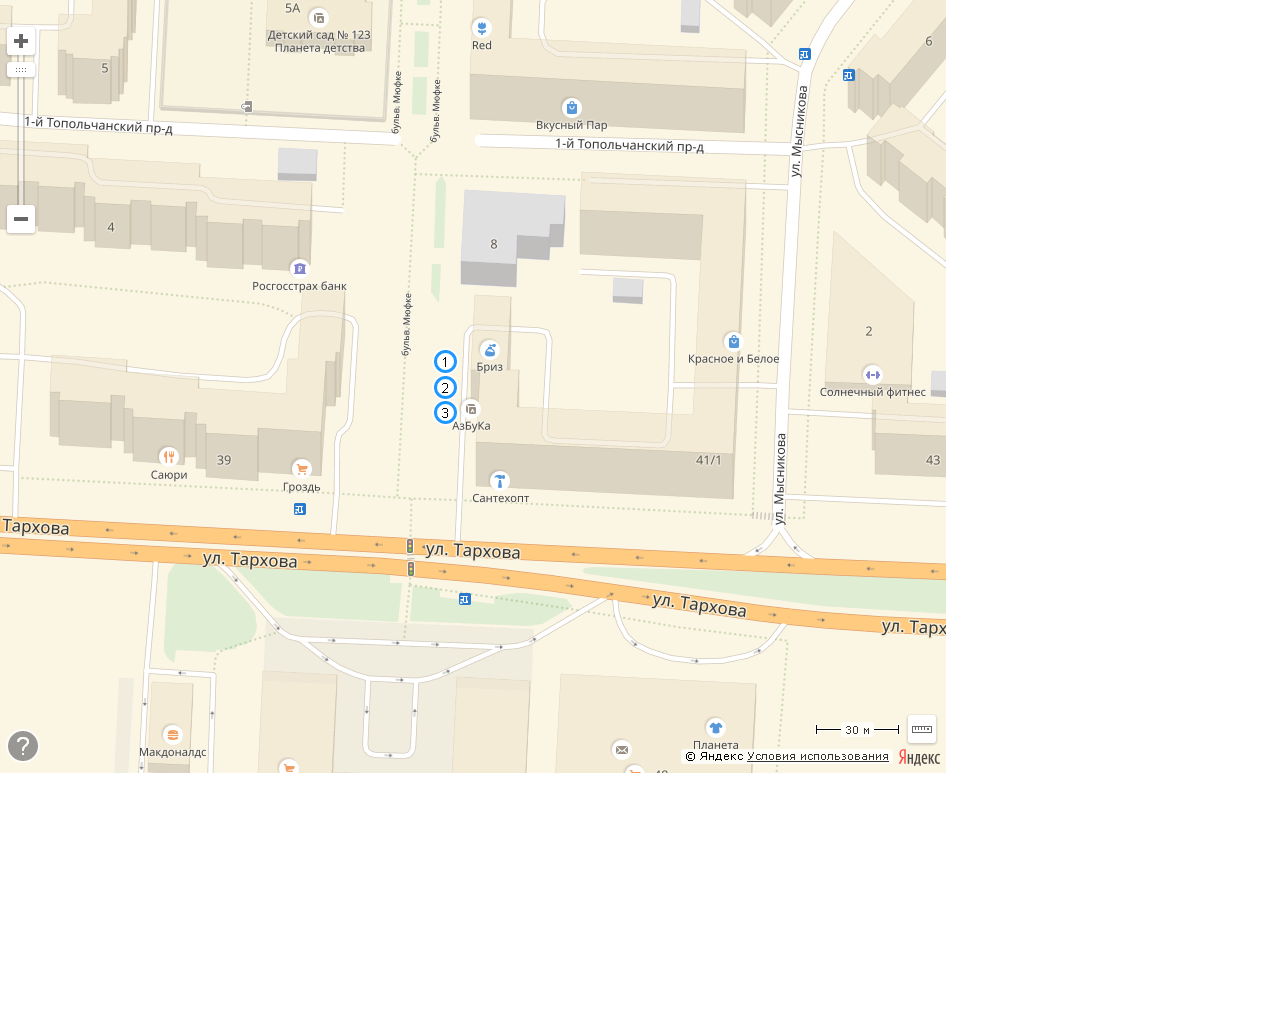 5А
Детский сад № 123
Планета детства
Red
6
5
бульв. Мюфке
бульв. Мюфке
ул. Мысникова
Вкусный Пар
1-й Топольчанский пр-д
1-й Топольчанский пр-д
4
8
Росгосстрах банк
бульв. Мюфке
2
1
Бриз
Красное и Белое
2
Солнечный фитнес
3
АзБуКа
39
41/1
43
Саюри
Гроздь
Сантехопт
ул. Мысникова
Тархова
ул. Тархова
ул. Тархова
ул. Тархова
ул. Тарх
30 м
Макдоналдс
Планета
© Яндекс Условия использования
Яндекс